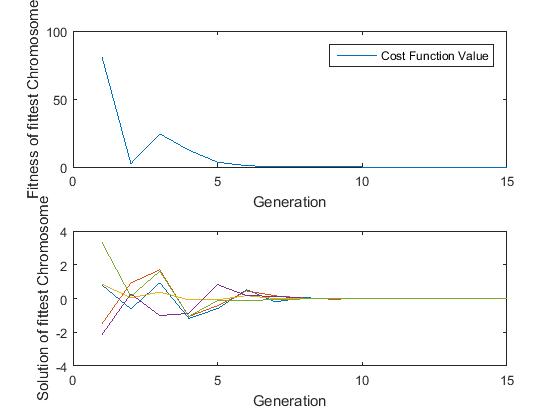 Fitness of fittest Chromosome
100
50
0
Cost Function Value
0 5 10 15
Generation
Solution of fittest Chromosome
4
2
0
-2
-4
0 5 10 15
Generation